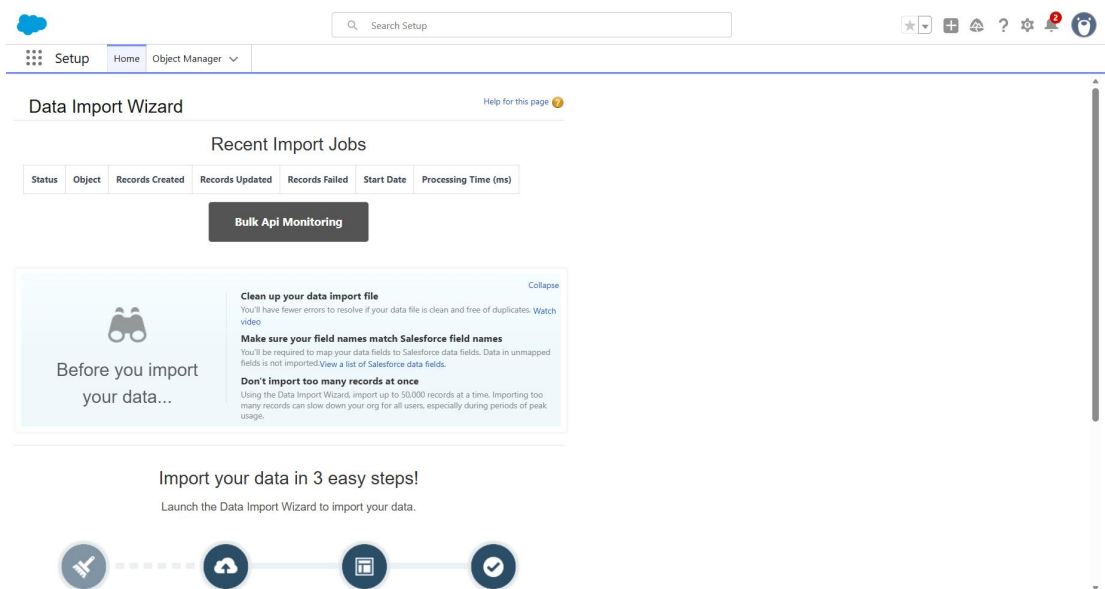 Search Setup
2
Setup
Home
Object Manager
Data Import Wizard
Help for this page
?
Recent Import Jobs
Status Object Records Created Records Updated Records Failed Start Date Processing Time (ms)
Bulk Api Monitoring
Collapse
Before you import
your data...
Clean up your data import file
You'll have fewer errors to resolve if your data file is clean and free of duplicates. Watch
video
Make sure your field names match Salesforce field names
You'll be required to map your data fields to Salesforce data fields. Data in unmapped
fields is not imported.View a list of Salesforce data fields.
Don't import too many records at once
Using the Data Import Wizard, import up to 50,000 records at a time. Importing too
many records can slow down your org for all users, especially during periods of peak
usage.
Import your data in 3 easy steps!
Launch the Data Import Wizard to import your data.